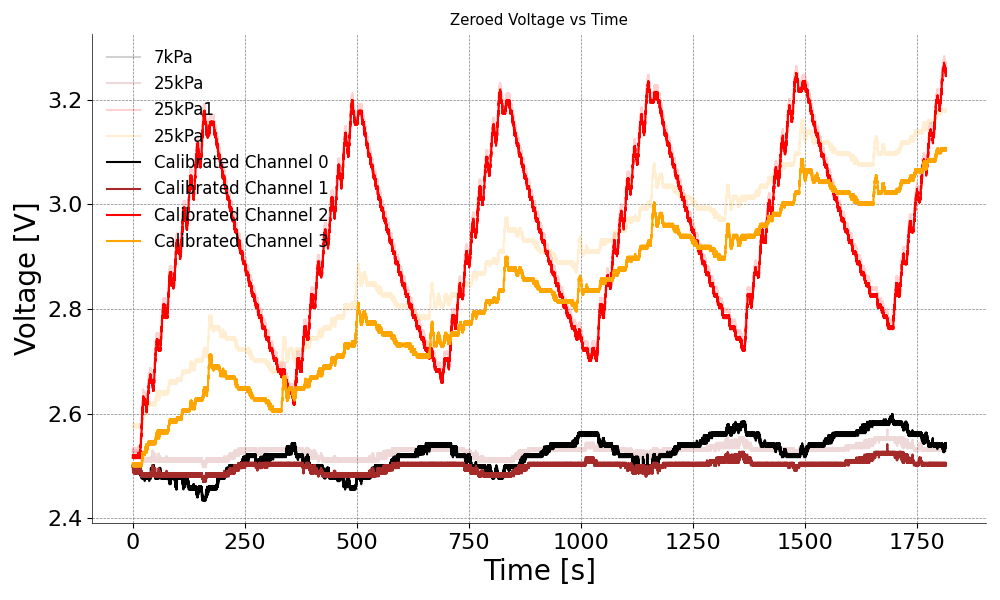 Zeroed Voltage vs Time
7kPa
25kPa
25kPa1
25kPa
Calibrated Channel 0
Calibrated Channel 1
Calibrated Channel 2
Calibrated Channel 3
3.2
3.0
2.8
2.6
2.4
Voltage [V]
0 250 500 750 1000 1250 1500 1750
Time [s]